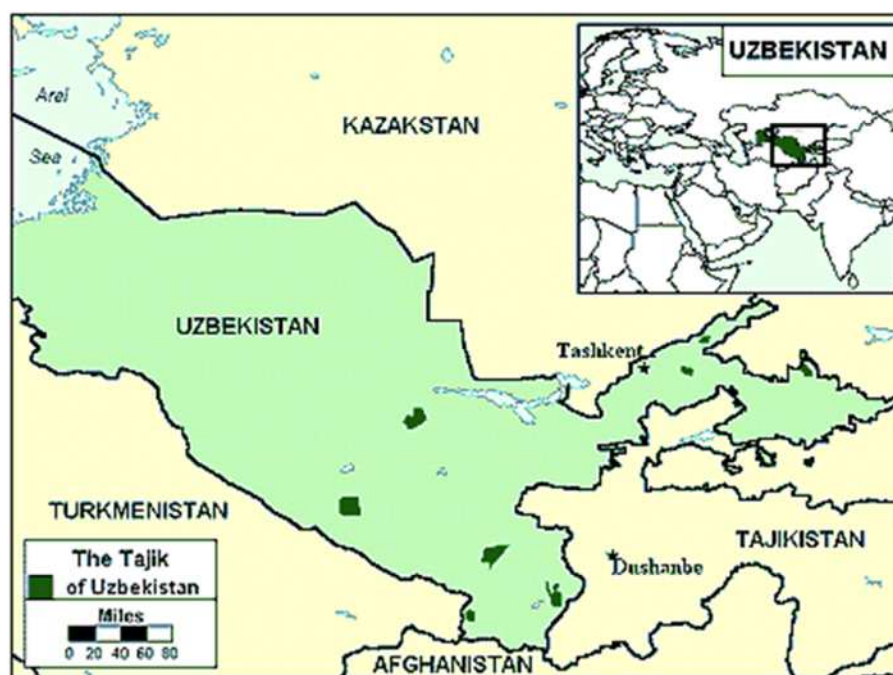 UZBEKISTAN
Arel
Sea
KAZAKSTAN
UZBEKISTAN
Tashkent
TURKMENISTAN
TAJIKISTAN
Dushanbe
The Tajik
of Uzbekistan
Miles
0 20 40 60 80
AFGHANISTAN